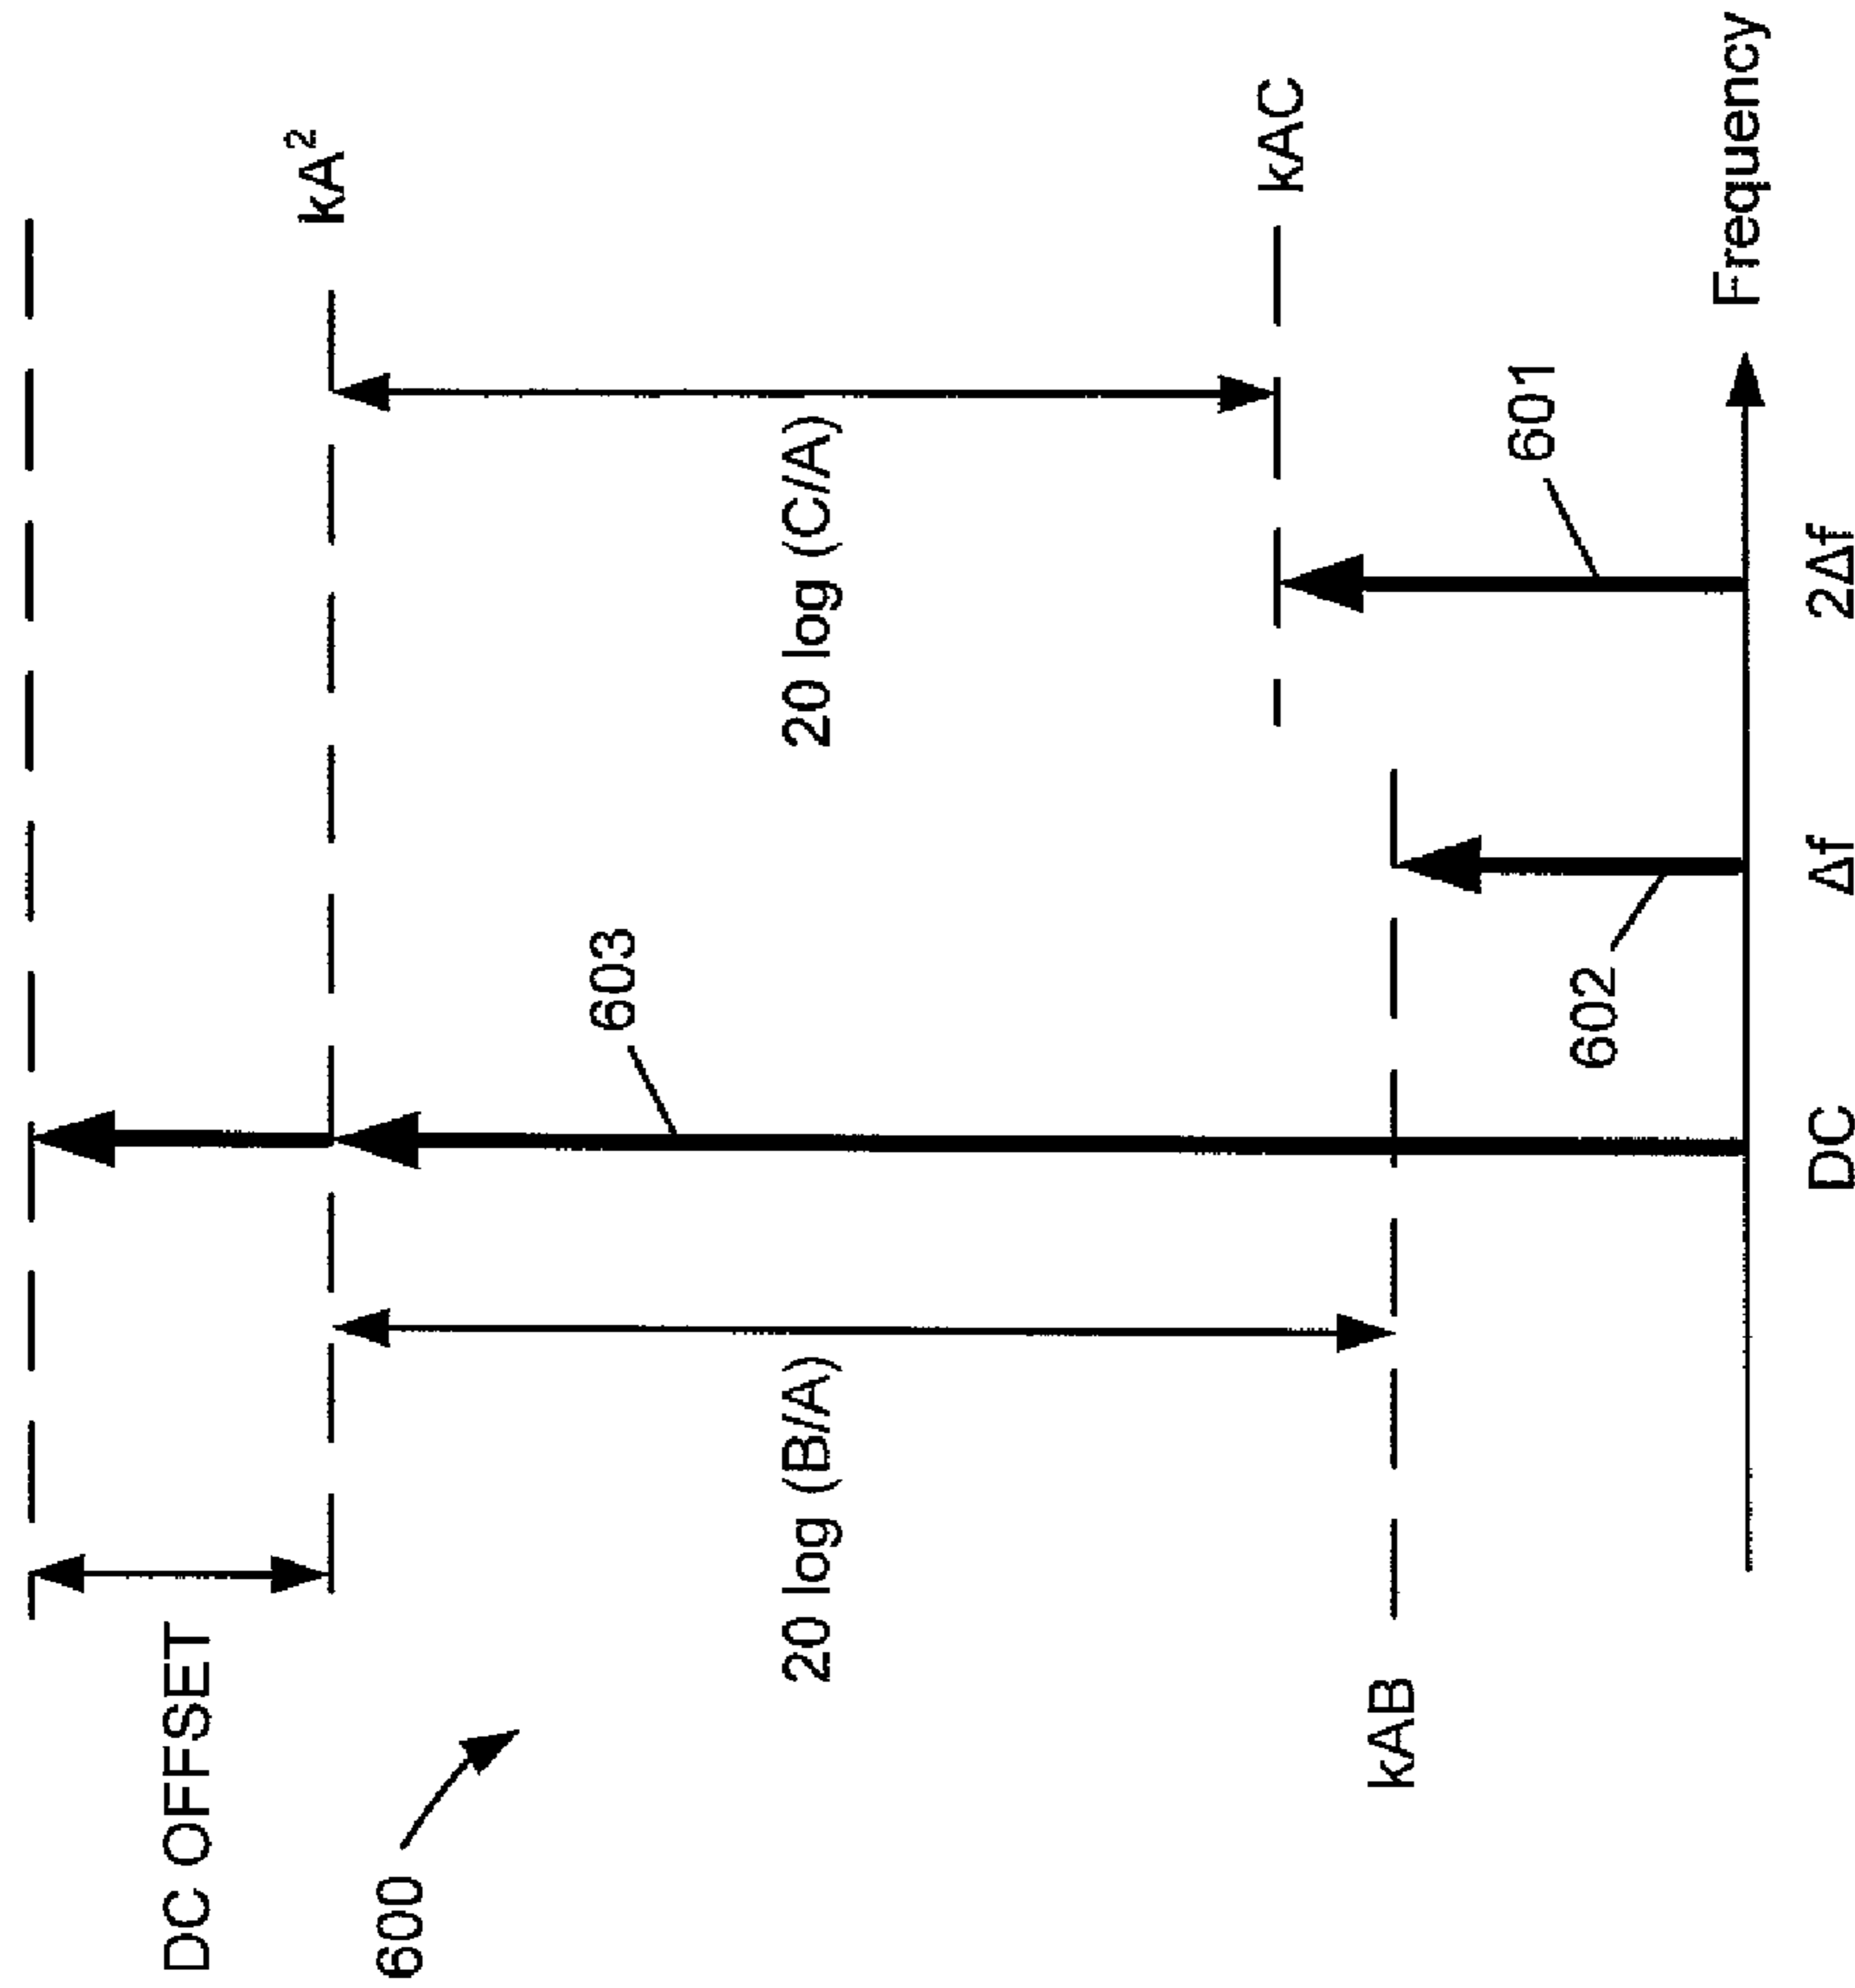 DC OFFSET
kA²
600
603
20 log (B/A)
20 log (C/A)
kAB
kAC
602
601
DC
Δf
2Δf
Frequency